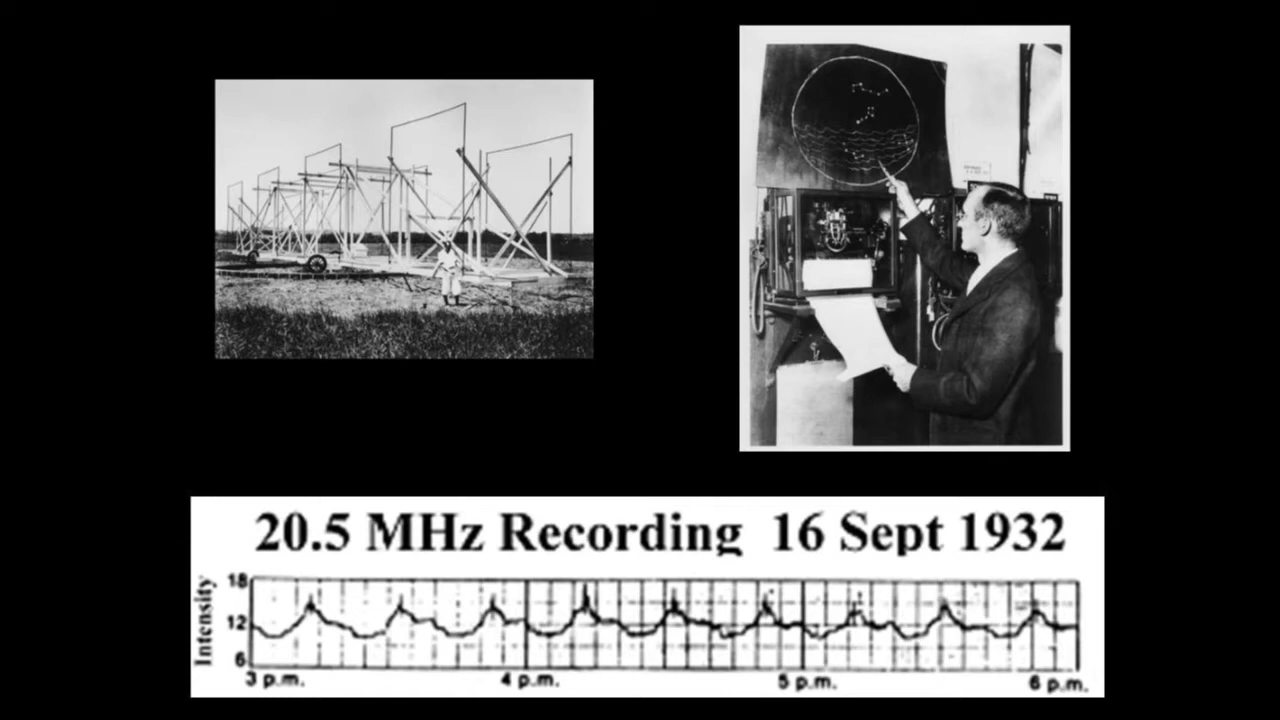 20.5 MHz Recording 16 Sept 1932
Intensity
18
12
6
3 p.m. 4 p.m. 5 p.m. 6 p.m.